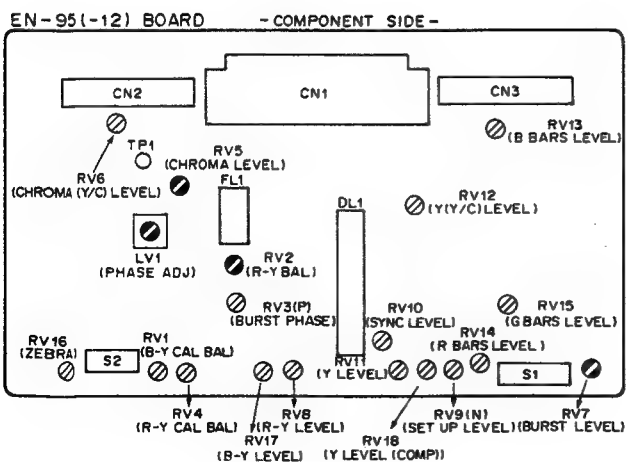 EN-95(-12) BOARD -COMPONENT SIDE-
CN2
CN1
CN3
RV13
(B BARS LEVEL)
TP1
RV6
(CHROMA (Y/C) LEVEL)
RV5
(CHROMA LEVEL)
FL1
DL1
RV12
(Y(Y/C) LEVEL)
LV1
(PHASE ADJ)
RV2
(R-Y BAL)
RV3(P)
(BURST PHASE)
RV10
(SYNC LEVEL)
RV15
(G BARS LEVEL)
RV16
(ZEBRA)
S2
RV1
(B-Y CAL BAL)
RV11
(Y LEVEL)
RV14
(R BARS LEVEL)
S1
RV4
(R-Y CAL BAL)
RV17
(B-Y LEVEL)
RV8
(R-Y LEVEL)
RV18
(Y LEVEL (COMP))
RV9(N)
(SET UP LEVEL)
RV7
(BURST LEVEL)